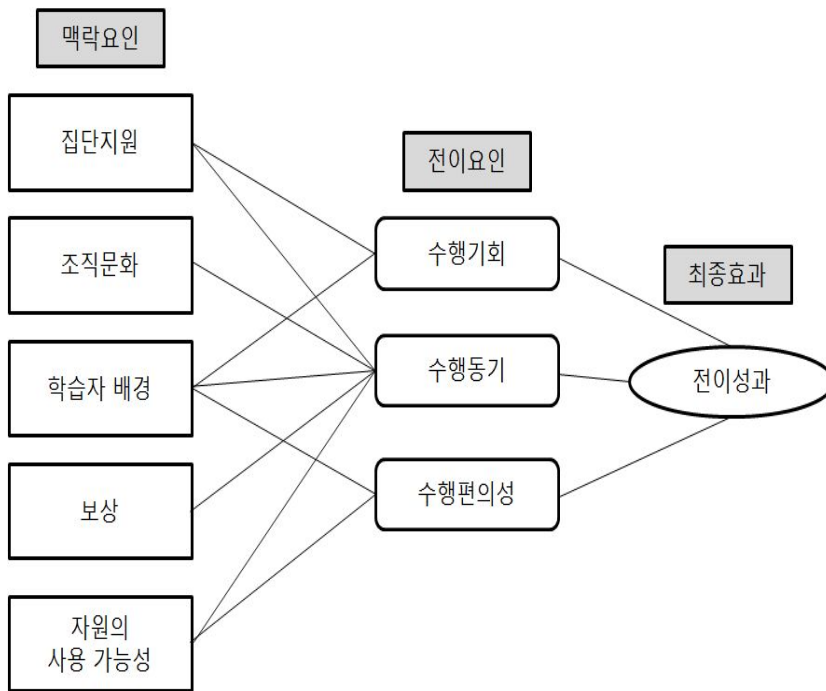 맥락요인
집단지원
조직문화
학습자 배경
보상
자원의
사용 가능성
전이요인
수행기회
수행동기
수행편의성
최종효과
전이성과